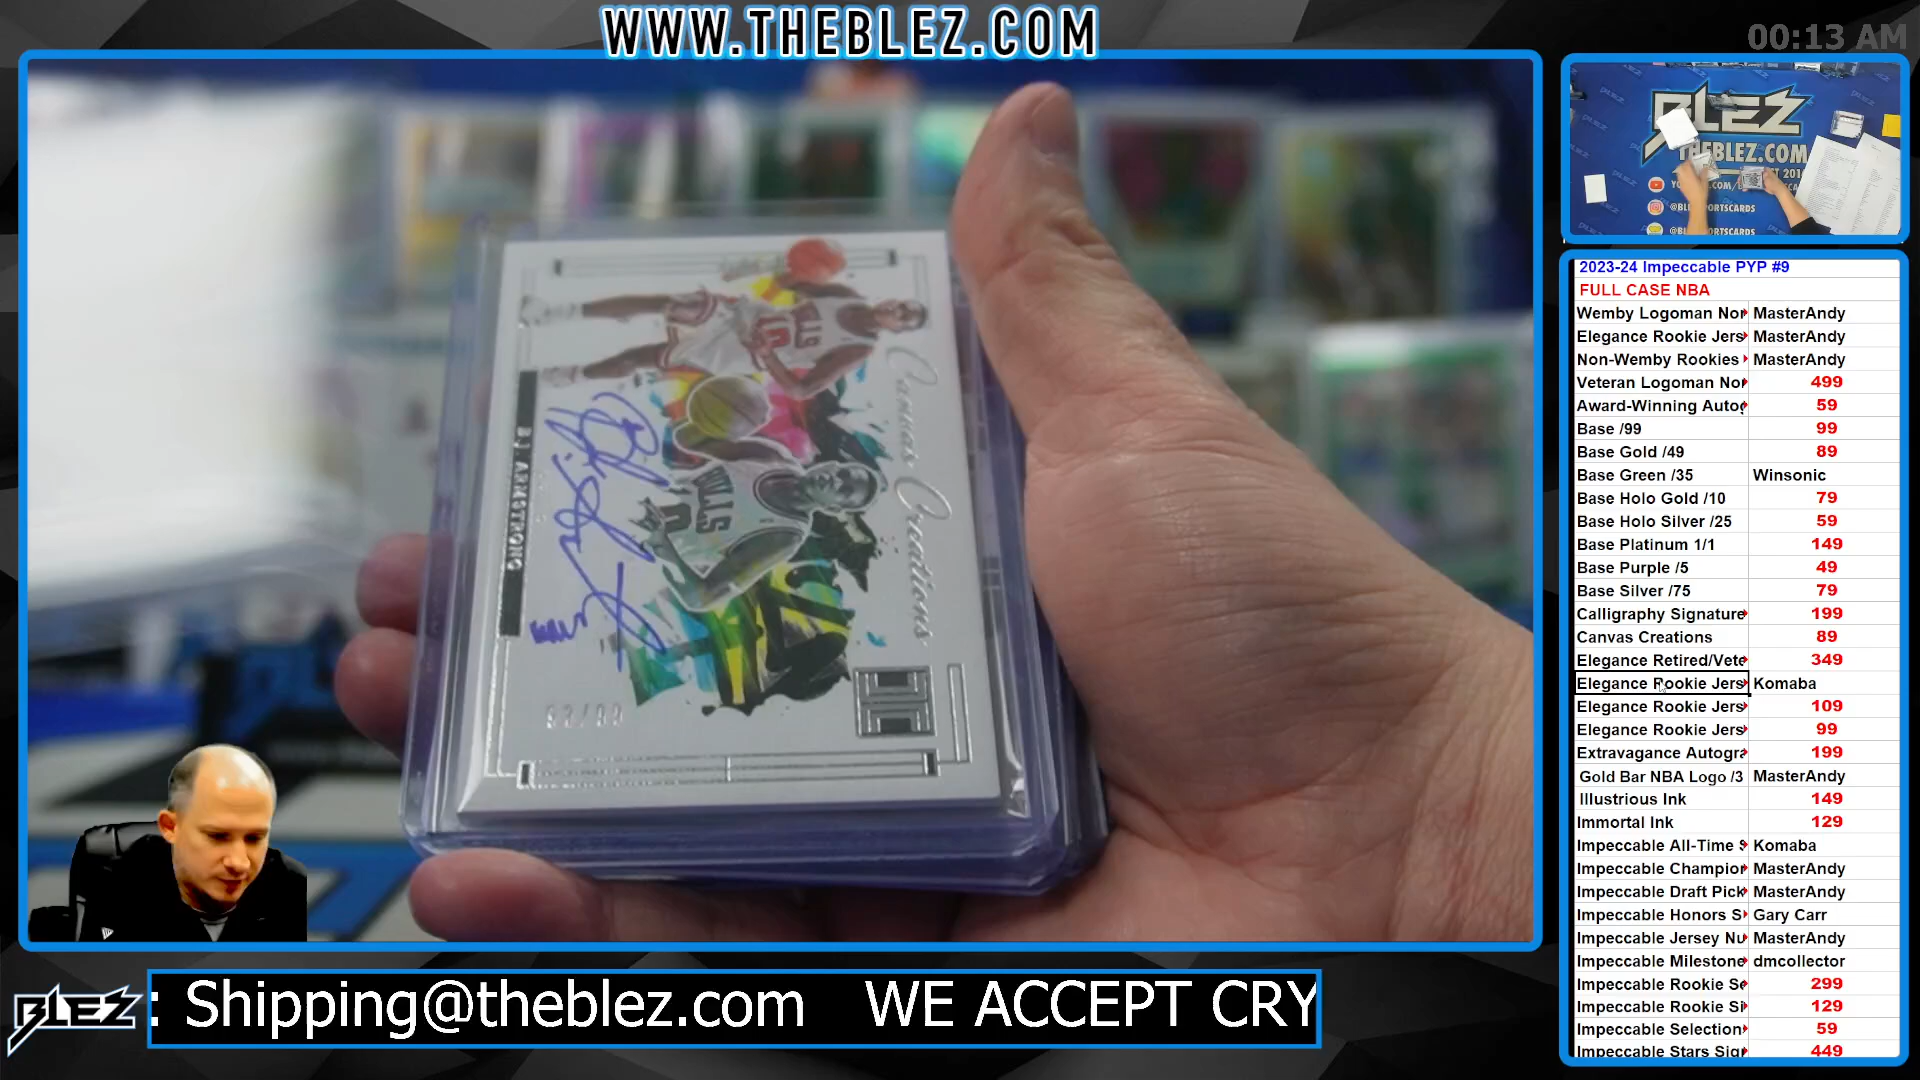 WWW.THEBLEZ.COM
00:13 AM
BLEZ
THEBLEZ.COM
2023-24 Impeccable PYP #9
FULL CASE NBA
Wemby Logoman Nor MasterAndy
Elegance Rookie Jers MasterAndy
Non-Wemby Rookies MasterAndy
Veteran Logoman Nor 499
Award-Winning Autog 59
Base /99 99
Base Gold /49 89
Base Green /35 Winsonic
Base Holo Gold /10 79
Base Holo Silver /25 59
Base Platinum 1/1 149
Base Purple /5 49
Base Silver /75 79
Calligraphy Signature 199
Canvas Creations 89
Elegance Retired/Vete 349
Elegance Rookie Jers Komaba
Elegance Rookie Jers 109
Elegance Rookie Jers 99
Extravagance Autogra 199
Gold Bar NBA Logo /3 MasterAndy
Illustrious Ink 149
Immortal Ink 129
Impeccable All-Time S Komaba
Impeccable Champion MasterAndy
Impeccable Draft Pick MasterAndy
Impeccable Honors S Gary Carr
Impeccable Jersey Nu MasterAndy
Impeccable Milestone dmcollector
Impeccable Rookie Se 299
Impeccable Rookie Si 129
Impeccable Selection 59
Impeccable Stars Sign 449
Canvas Creations
BJ ARMSTRONG
BLEZ
: Shipping@theblez.com WE ACCEPT CRY